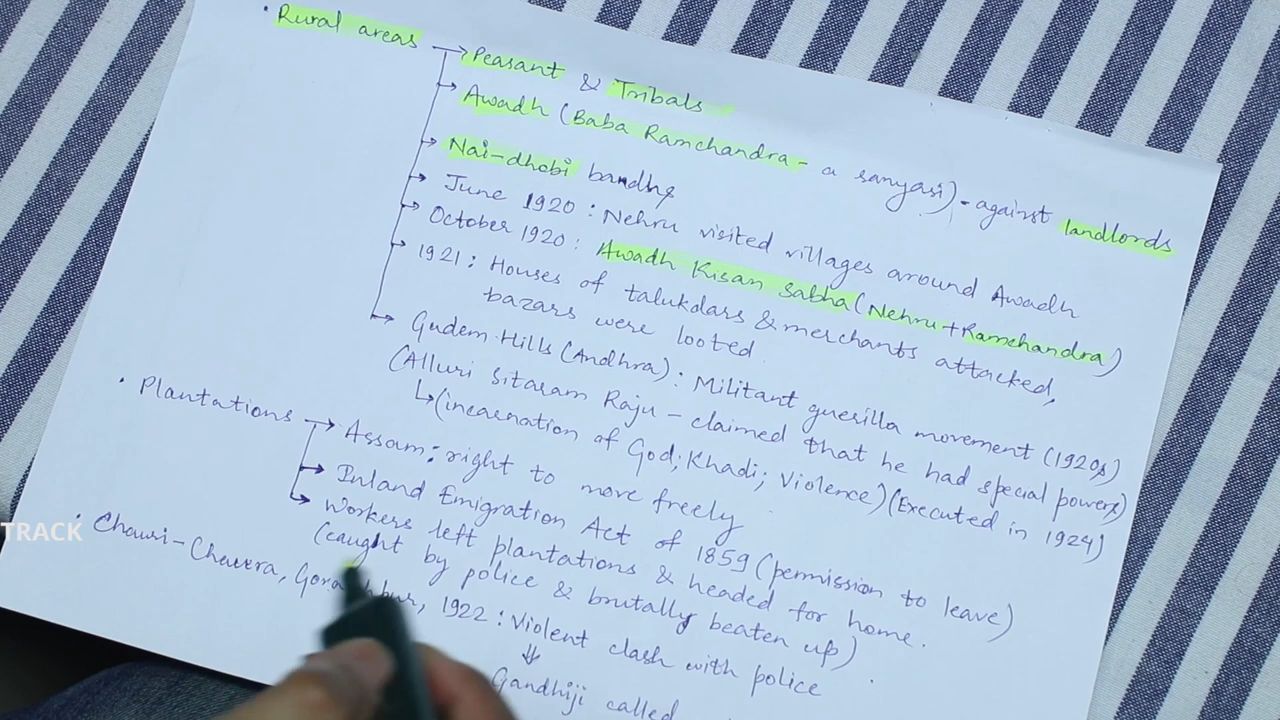 • Rural areas → Peasant & Tribals
→ Awadh (Baba Ramchandra - a sanyasi) - against landlords
→ Nai-dhobi bandhs
→ June 1920 : Nehru visited villages around Awadh
→ October 1920 : Awadh Kisan Sabha (Nehru + Ramchandra)
→ 1921 : Houses of talukdars & merchants attacked,
bazars were looted.
→ Gudem Hills (Andhra) : Militant guerilla movement (1920s)
(Alluri Sitaram Raju - claimed that he had special powers)
↳ (incarnation of God; Khadi; Violence) (Executed in 1924)
• Plantations → Assam : right to move freely
→ Inland Emigration Act of 1859 (permission to leave)
→ Workers left plantations & headed for home.
(caught by police & brutally beaten up)
• Chauri-Chaura, Gorakhpur, 1922 : Violent clash with police
⇓
Gandhiji called
TRACK